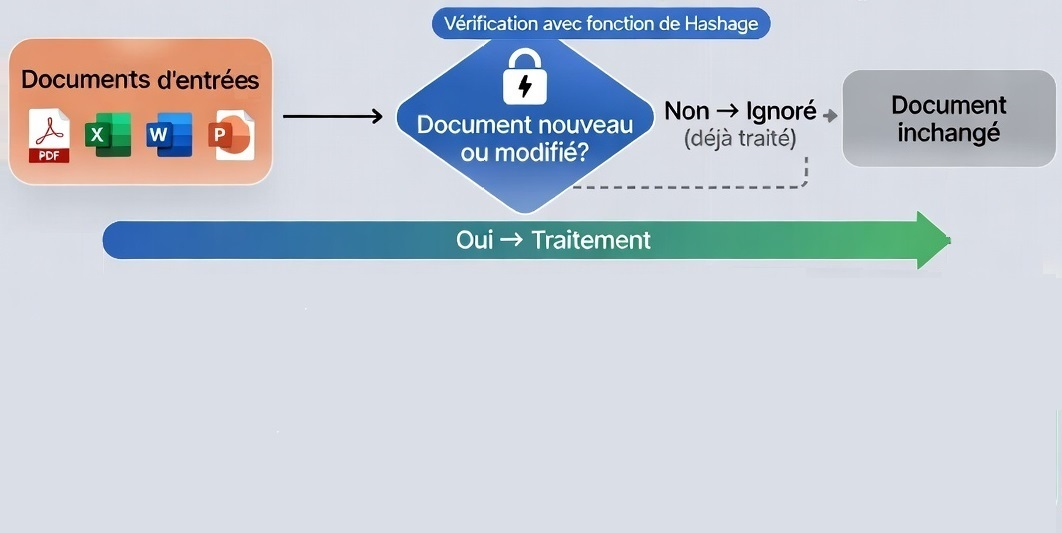 Vérification avec fonction de Hashage
Documents d'entrées
PDF
X
W
P
Document nouveau
ou modifié?
Non → Ignoré
(déjà traité)
Document
inchangé
Oui → Traitement